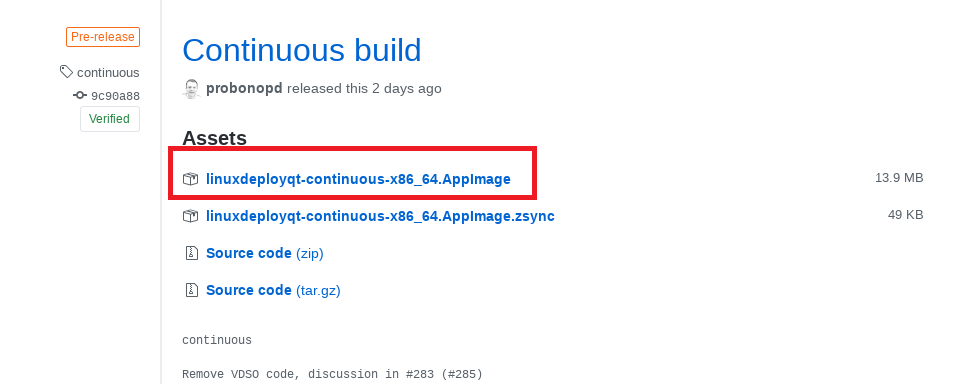 Pre-release
continuous
9c90a88
Verified
Continuous build
probonopd released this 2 days ago
Assets
linuxdeployqt-continuous-x86_64.AppImage 13.9 MB
linuxdeployqt-continuous-x86_64.AppImage.zsync 49 KB
Source code (zip)
Source code (tar.gz)
continuous
Remove VDSO code, discussion in #283 (#285)